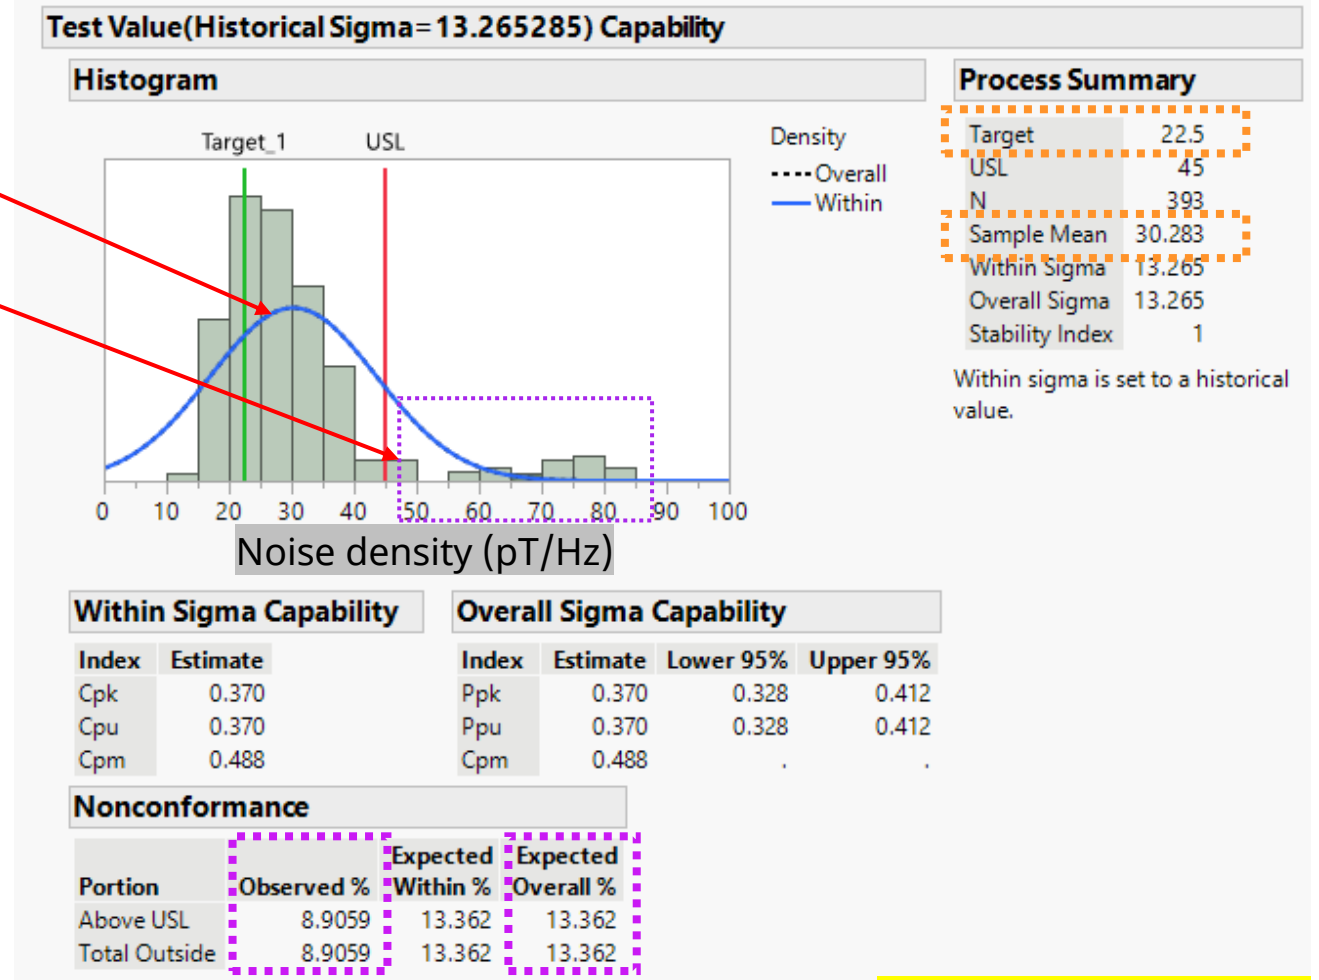 Test Value(Historical Sigma=13.265285) Capability
Histogram
Process Summary
Target_1 USL
Density
Overall
Within
0 10 20 30 40 50 60 70 80 90 100
Noise density (pT/Hz)
Target 22.5
USL 45
N 393
Sample Mean 30.283
Within Sigma 13.265
Overall Sigma 13.265
Stability Index 1
Within sigma is set to a historical
value.
Within Sigma Capability
Index Estimate
Cpk 0.370
Cpu 0.370
Cpm 0.488
Overall Sigma Capability
Index Estimate Lower 95% Upper 95%
Ppk 0.370 0.328 0.412
Ppu 0.370 0.328 0.412
Cpm 0.488 . .
Nonconformance
Expected Expected
Portion Observed % Within % Overall %
Above USL 8.9059 13.362 13.362
Total Outside 8.9059 13.362 13.362